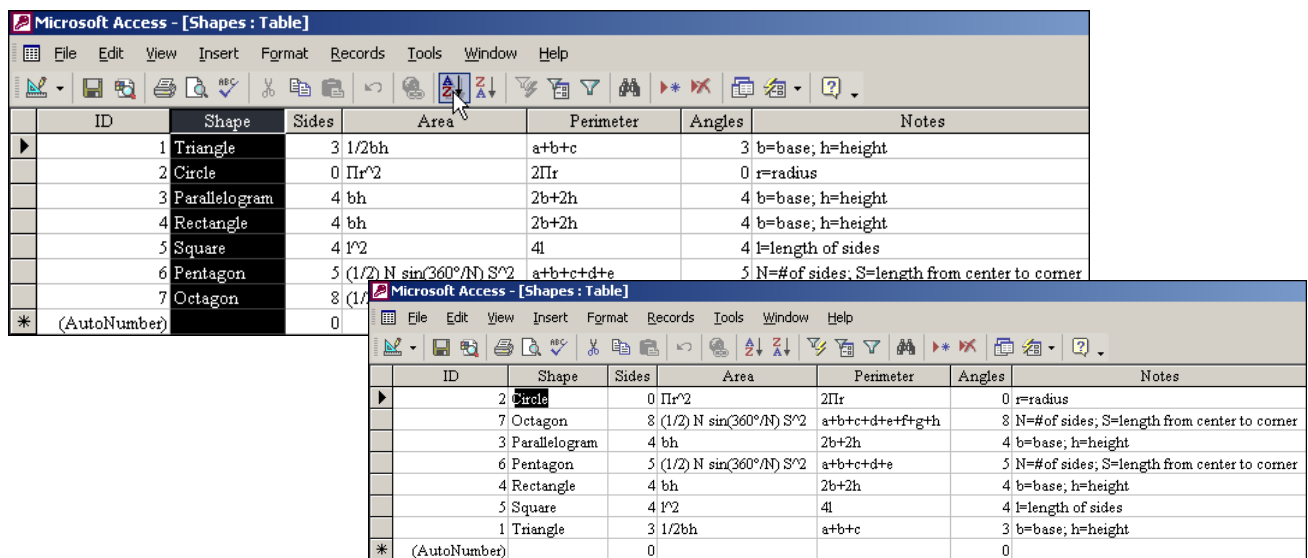 Microsoft Access - [Shapes : Table]
File Edit View Insert Format Records Tools Window Help
ID Shape Sides Area Perimeter Angles Notes
1 Triangle 3 1/2bh a+b+c 3 b=base; h=height
2 Circle 0 Πr^2 2Πr 0 r=radius
3 Parallelogram 4 bh 2b+2h 4 b=base; h=height
4 Rectangle 4 bh 2b+2h 4 b=base; h=height
5 Square 4 l^2 4l 4 l=length of sides
6 Pentagon 5 (1/2) N sin(360°/N) S^2 a+b+c+d+e 5 N=#of sides; S=length from center to corner
7 Octagon 8 (1/
(AutoNumber) 0
Microsoft Access - [Shapes : Table]
File Edit View Insert Format Records Tools Window Help
ID Shape Sides Area Perimeter Angles Notes
2 Circle 0 Πr^2 2Πr 0 r=radius
7 Octagon 8 (1/2) N sin(360°/N) S^2 a+b+c+d+e+f+g+h 8 N=#of sides; S=length from center to corner
3 Parallelogram 4 bh 2b+2h 4 b=base; h=height
6 Pentagon 5 (1/2) N sin(360°/N) S^2 a+b+c+d+e 5 N=#of sides; S=length from center to corner
4 Rectangle 4 bh 2b+2h 4 b=base; h=height
5 Square 4 l^2 4l 4 l=length of sides
1 Triangle 3 1/2bh a+b+c 3 b=base; h=height
(AutoNumber) 0 0